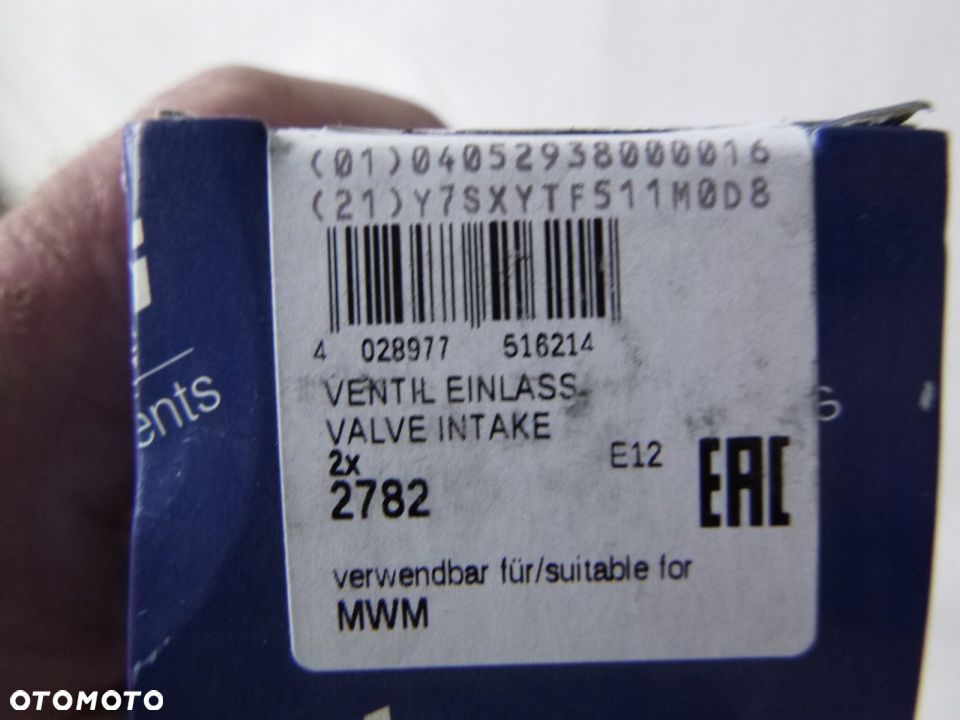 (01)04052938000016
(21)Y7SXYTF511M0D8
4 028977 516214
VENTIL EINLASS
VALVE INTAKE
2x
E12
EAC
2782
verwendbar für/suitable for
MWM
ents
s
OTOMOTO